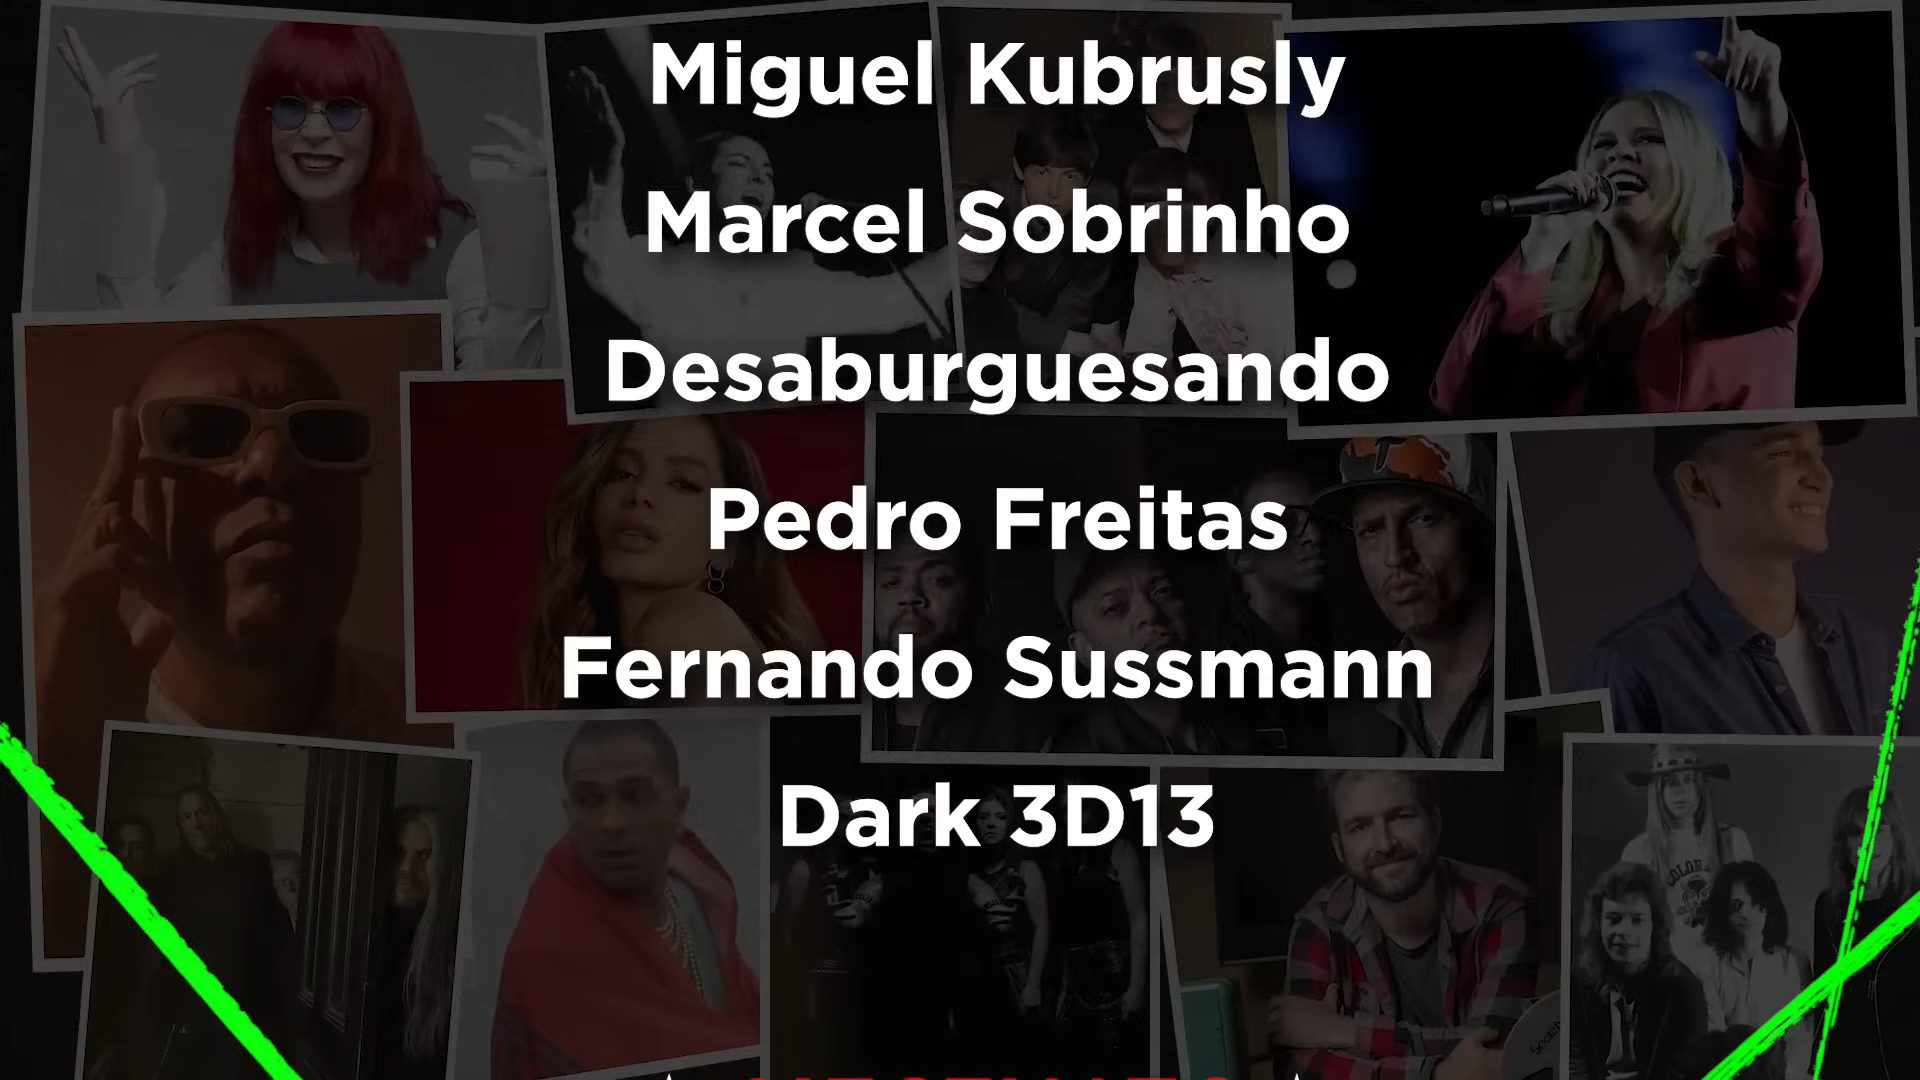 Miguel Kubrusly
Marcel Sobrinho
Desaburguesando
Pedro Freitas
Fernando Sussmann
Dark 3D13